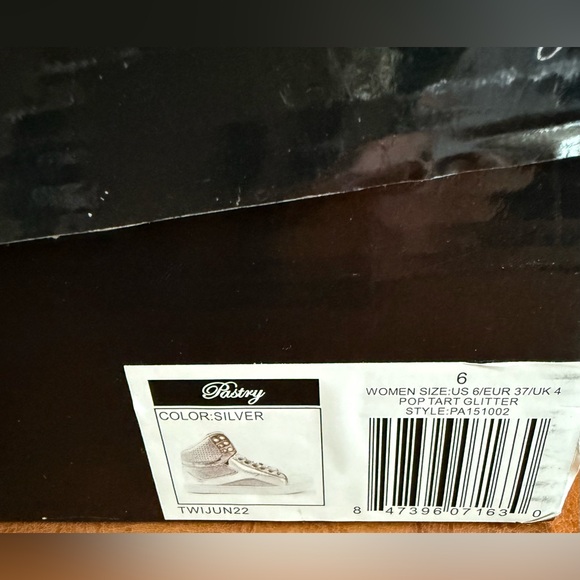 Pastry
COLOR:SILVER
TWIJUN22
6
WOMEN SIZE:US 6/EUR 37/UK 4
POP TART GLITTER
STYLE:PA151002
8 47396 07163 0